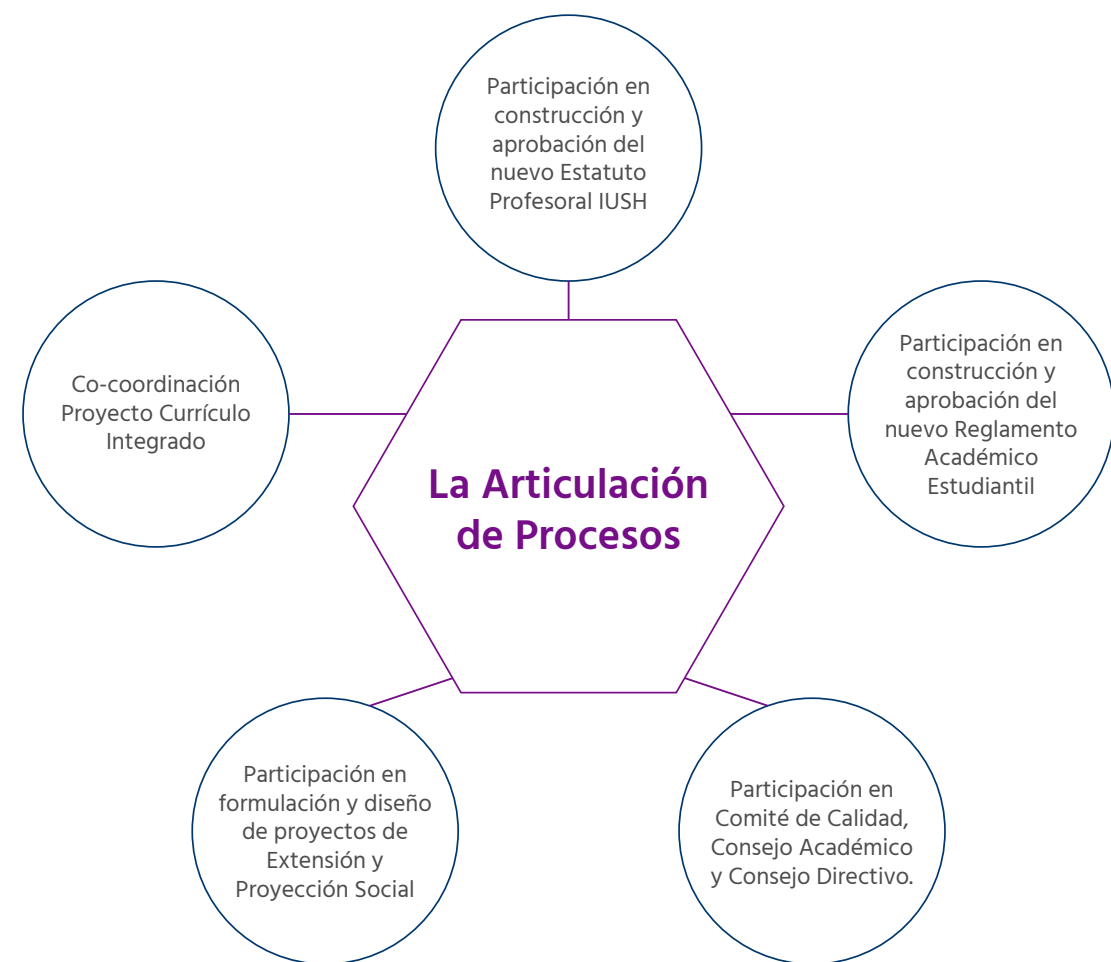 Participación en
construcción y
aprobación del
nuevo Estatuto
Profesoral IUSH
Participación en
construcción y
aprobación del
nuevo Reglamento
Académico
Estudiantil
Co-coordinación
Proyecto Currículo
Integrado
La Articulación
de Procesos
Participación en
formulación y diseño
de proyectos de
Extensión y
Proyección Social
Participación en
Comité de Calidad,
Consejo Académico
y Consejo Directivo.